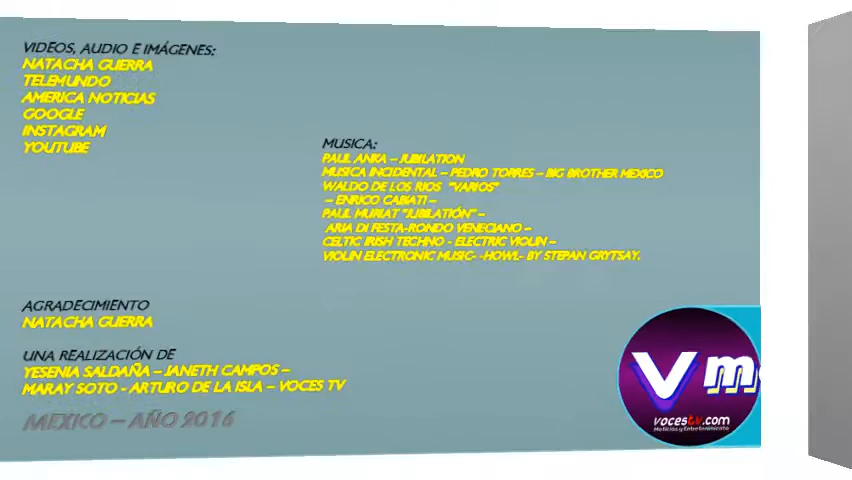 VIDEOS, AUDIO E IMÁGENES:
NATACHA GUERRA
TELEMUNDO
AMERICA NOTICIAS
GOOGLE
INSTAGRAM
YOUTUBE
MUSICA:
PAUL ANKA – JUBILATION
MUSICA INCIDENTAL – PEDRO TORRES – BIG BROTHER MEXICO
WALDO DE LOS RIOS "VARIOS"
– ENRICO CABIATI –
PAUL MURIAT "JUBILATIÓN" –
ARIA DI FESTA-RONDO VENECIANO –
CELTIC IRISH TECHNO - ELECTRIC VIOLIN –
VIOLIN ELECTRONIC MUSIC- -HOWL- BY STEPAN GRYTSAY.
AGRADECIMIENTO
NATACHA GUERRA
UNA REALIZACIÓN DE
YESENIA SALDAÑA – JANETH CAMPOS –
MARAY SOTO - ARTURO DE LA ISLA – VOCES TV
MEXICO – AÑO 2016
V m
vocestv.com
Noticias y Entretenimiento